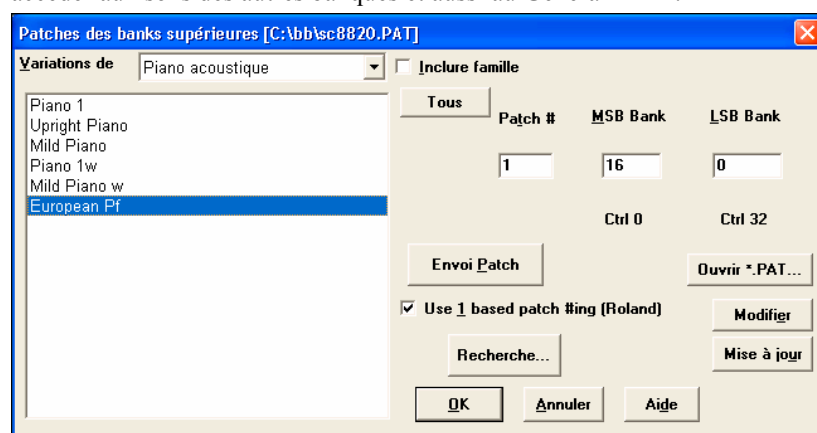 Patches des banks supérieures [C:\bb\sc8820.PAT]
Variations de
Piano acoustique
Inclure famille
Piano 1
Upright Piano
Mild Piano
Piano 1w
Mild Piano w
European Pf
Tous
Patch #
MSB Bank
LSB Bank
1
16
0
Ctrl 0
Ctrl 32
Envoi Patch
Ouvrir *.PAT...
Use 1 based patch #ing (Roland)
Modifier
Recherche...
Mise à jour
OK
Annuler
Aide